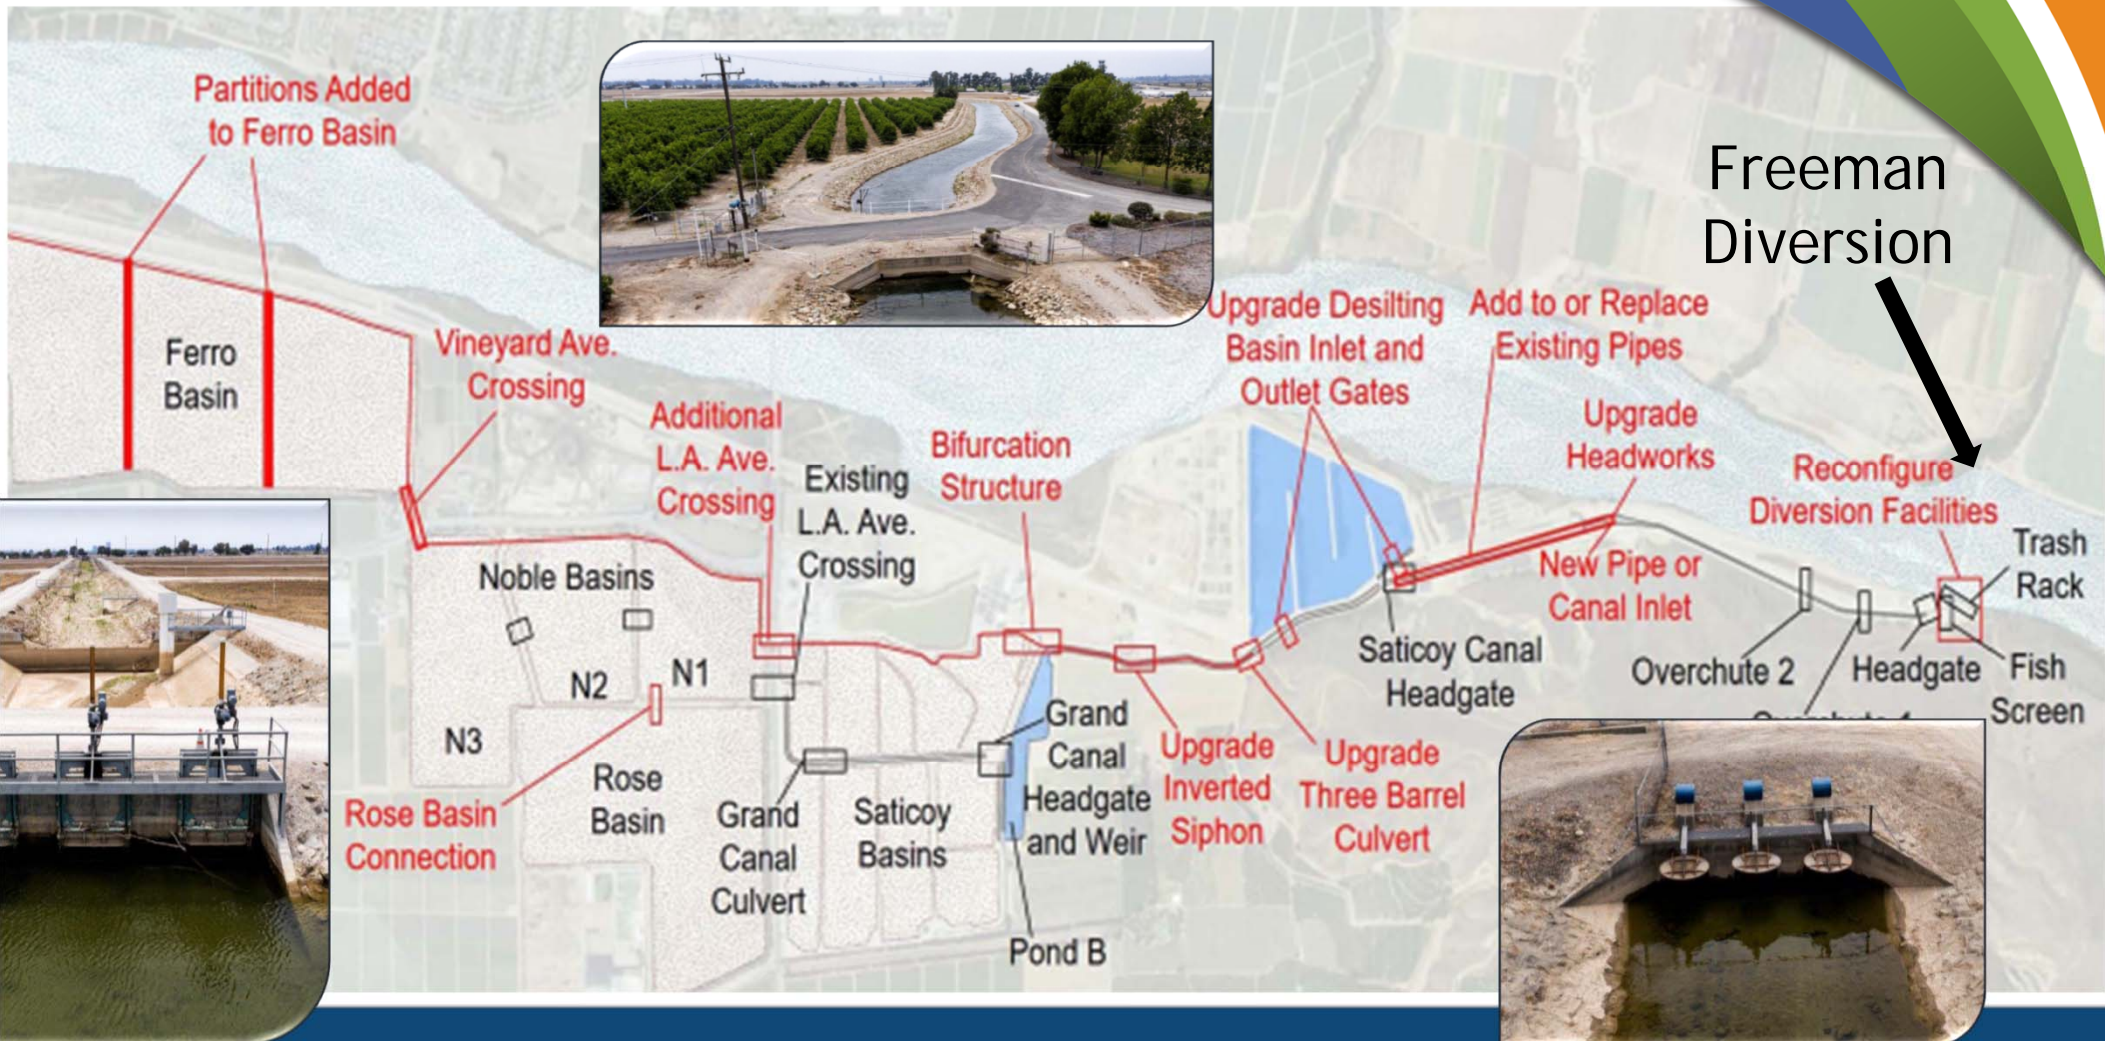 Partitions Added
to Ferro Basin
Freeman
Diversion
Upgrade Desilting
Basin Inlet and
Outlet Gates
Add to or Replace
Existing Pipes
Ferro
Basin
Vineyard Ave.
Crossing
Additional
L.A. Ave.
Crossing
Existing
L.A. Ave.
Crossing
Bifurcation
Structure
Upgrade
Headworks
Reconfigure
Diversion Facilities
Trash
Rack
Noble Basins
New Pipe or
Canal Inlet
N1
N2
N3
Saticoy Canal
Headgate
Overchute 2
Headgate
Fish
Screen
Rose Basin
Connection
Rose
Basin
Grand
Canal
Culvert
Saticoy
Basins
Grand
Canal
Headgate
and Weir
Upgrade
Inverted
Siphon
Upgrade
Three Barrel
Culvert
Pond B